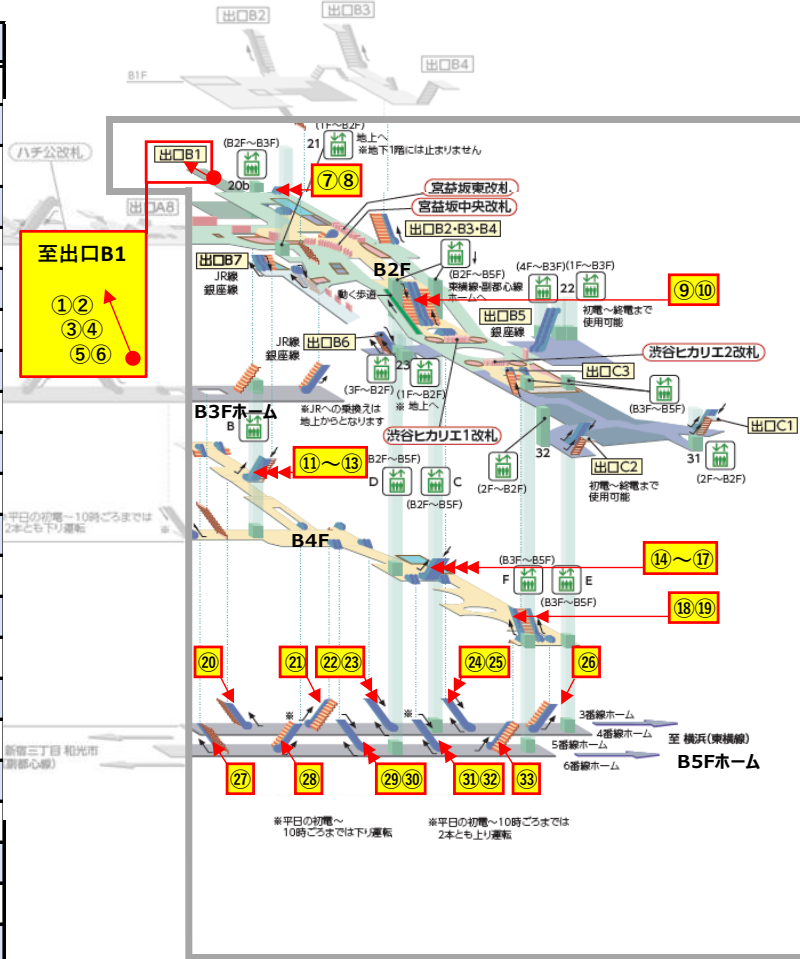 出口B2
出口B3
出口B4
B1F
ハチ公改札
出口A8
出口B1
(B2F～B3F)
20b
(1F～B2F)
21
地上へ
※地下1階には止まりません
⑦⑧
宮益坂東改札
宮益坂中央改札
出口B2・B3・B4
至出口B1
①②
③④
⑤⑥
出口B7
JR線
銀座線
B2F
動く歩道
(B2F～B5F)
東横線・副都心線
ホームへ
(4F～B3F)
(1F～B3F)
22
初電～終電まで
使用可能
⑨⑩
出口B5
銀座線
JR線
銀座線
出口B6
(3F～B2F)
23
(1F～B2F)
※ 地上へ
渋谷ヒカリエ2改札
出口C3
(B3F～B5F)
※JRへの乗換えは
地上からとなります
B3Fホーム
B
渋谷ヒカリエ1改札
出口C1
32
31
出口C2
(2F～B2F)
(2F～B2F)
初電～終電まで
使用可能
⑪～⑬
(B2F～B5F)
D
C
(B2F～B5F)
※平日の初電～10時ごろまでは
2本とも下り運転
※
B4F
⑭～⑰
(B3F～B5F)
F
E
(B3F～B5F)
⑱⑲
⑳
㉑
㉒㉓
㉔㉕
㉖
※
※
3番線ホーム
4番線ホーム
5番線ホーム
6番線ホーム
至 横浜(東横線)
B5Fホーム
新宿三丁目 和光市
(副都心線)
㉗
㉘
㉙㉚
㉛㉜
㉝
※平日の初電～
10時ごろまでは下り運転
※平日の初電～10時ごろまでは
2本とも上り運転